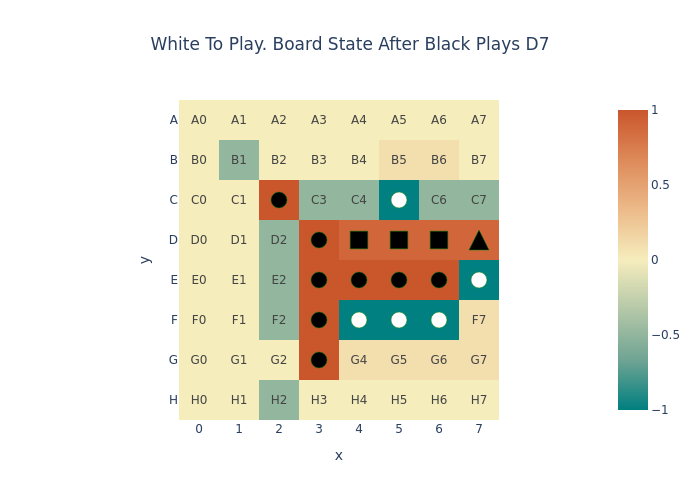 White To Play. Board State After Black Plays D7
A A0 A1 A2 A3 A4 A5 A6 A7
B B0 B1 B2 B3 B4 B5 B6 B7
C C0 C1 C3 C4 C6 C7
D D0 D1 D2
E E0 E1 E2
F F0 F1 F2 F7
G G0 G1 G2 G4 G5 G6 G7
H H0 H1 H2 H3 H4 H5 H6 H7
0 1 2 3 4 5 6 7
x
y
1
0.5
0
−0.5
−1